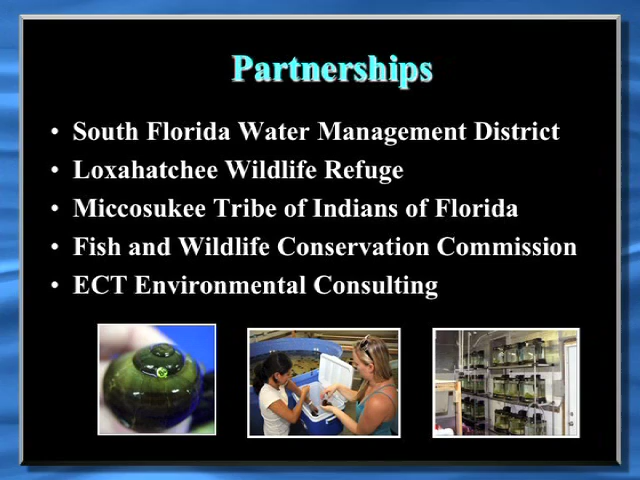 Partnerships
• South Florida Water Management District
• Loxahatchee Wildlife Refuge
• Miccosukee Tribe of Indians of Florida
• Fish and Wildlife Conservation Commission
• ECT Environmental Consulting